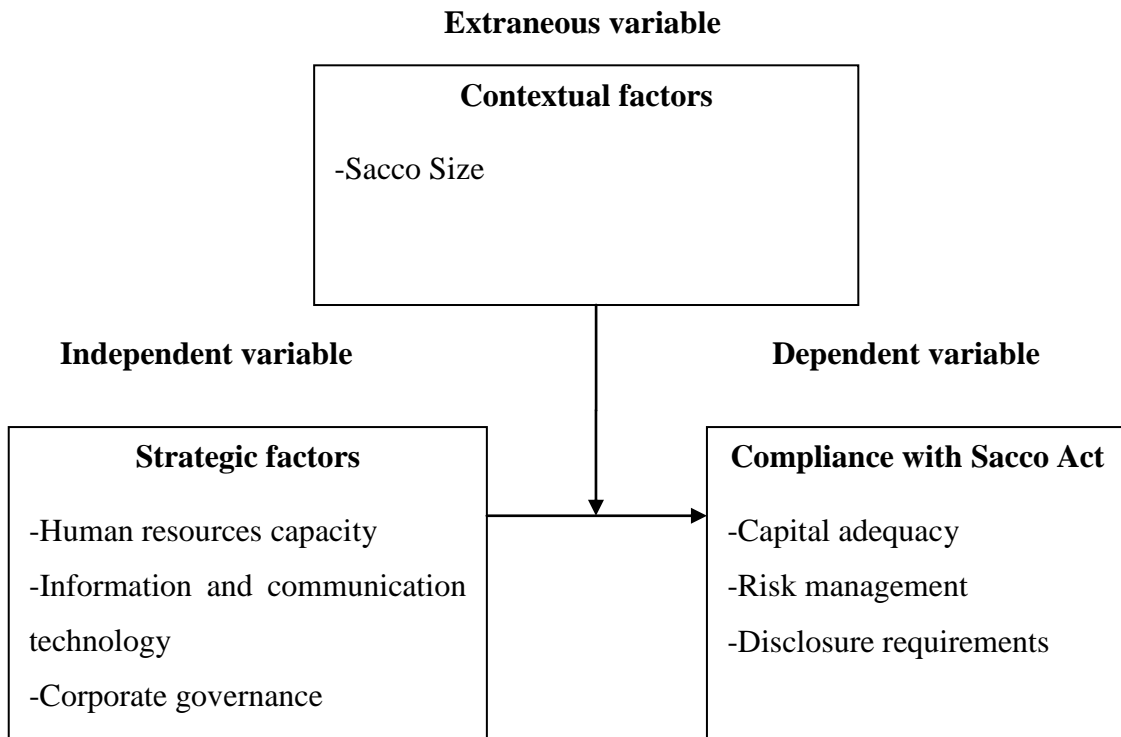 Extraneous variable
Contextual factors
-Sacco Size
Independent variable
Dependent variable
Strategic factors
-Human resources capacity
-Information and communication
technology
-Corporate governance
Compliance with Sacco Act
-Capital adequacy
-Risk management
-Disclosure requirements